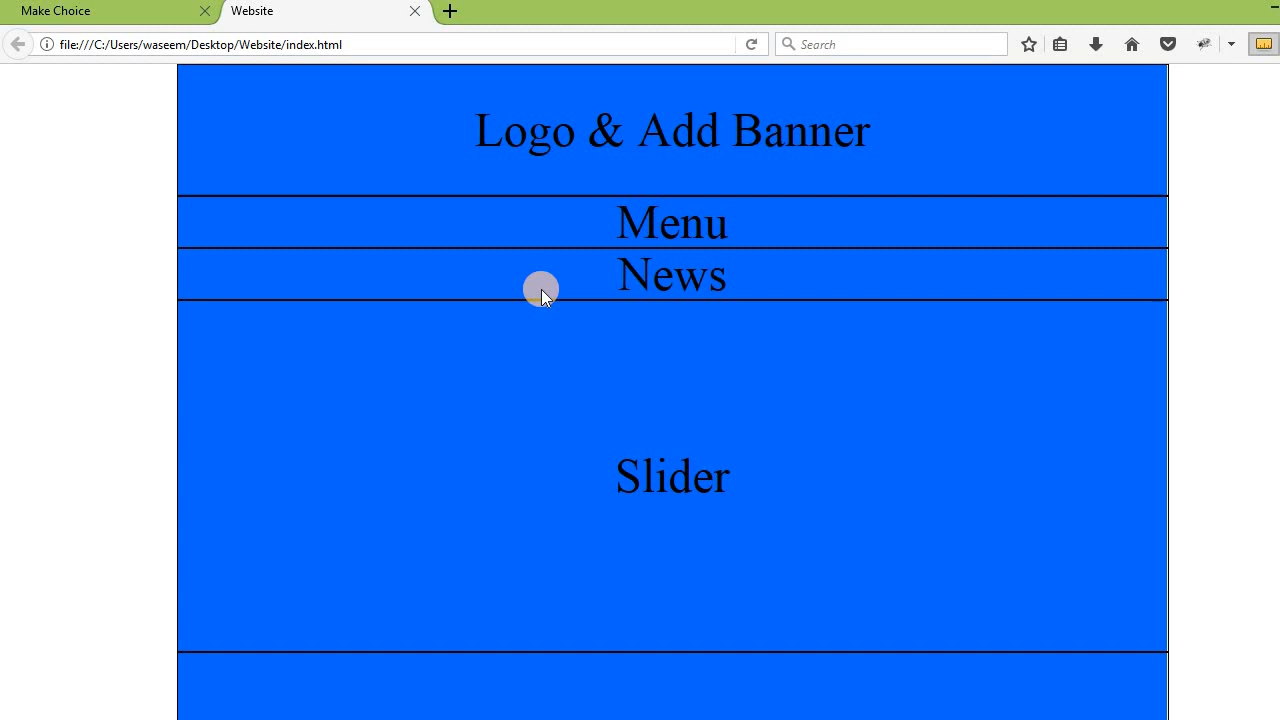 Make Choice
Website
file:///C:/Users/waseem/Desktop/Website/index.html
Search
Logo & Add Banner
Menu
News
Slider